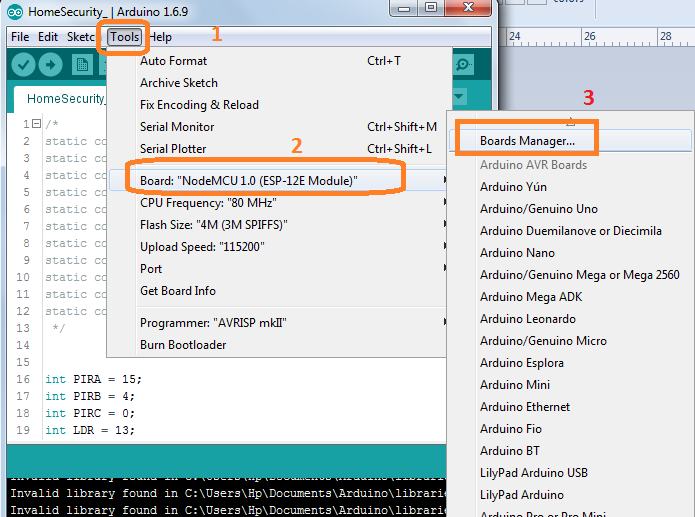 HomeSecurity_ | Arduino 1.6.9
File Edit Sketch Tools Help
1
HomeSecurity_
1 /*
2 static co
3 static co
4 static co
5 static co
6 static co
7 static co
8 static co
9 static co
10 static co
11 static co
12 static co
13 */
14
15
16 int PIRA = 15;
17 int PIRB = 4;
18 int PIRC = 0;
19 int LDR = 13;
Auto Format Ctrl+T
Archive Sketch
Fix Encoding & Reload
Serial Monitor Ctrl+Shift+M
Serial Plotter Ctrl+Shift+L
2
Board: "NodeMCU 1.0 (ESP-12E Module)"
CPU Frequency: "80 MHz"
Flash Size: "4M (3M SPIFFS)"
Upload Speed: "115200"
Port
Get Board Info
Programmer: "AVRISP mkII"
Burn Bootloader
24 26 28
3
Boards Manager...
Arduino AVR Boards
Arduino Yún
Arduino/Genuino Uno
Arduino Duemilanove or Diecimila
Arduino Nano
Arduino/Genuino Mega or Mega 2560
Arduino Mega ADK
Arduino Leonardo
Arduino/Genuino Micro
Arduino Esplora
Arduino Mini
Arduino Ethernet
Arduino Fio
Arduino BT
LilyPad Arduino USB
LilyPad Arduino
Arduino Pro or Pro Mini
Invalid library found in C:\Users\Hp\Documents\Arduino\librarie
Invalid library found in C:\Users\Hp\Documents\Arduino\librarie
Invalid library found in C:\Users\Hp\Documents\Arduino\librarie